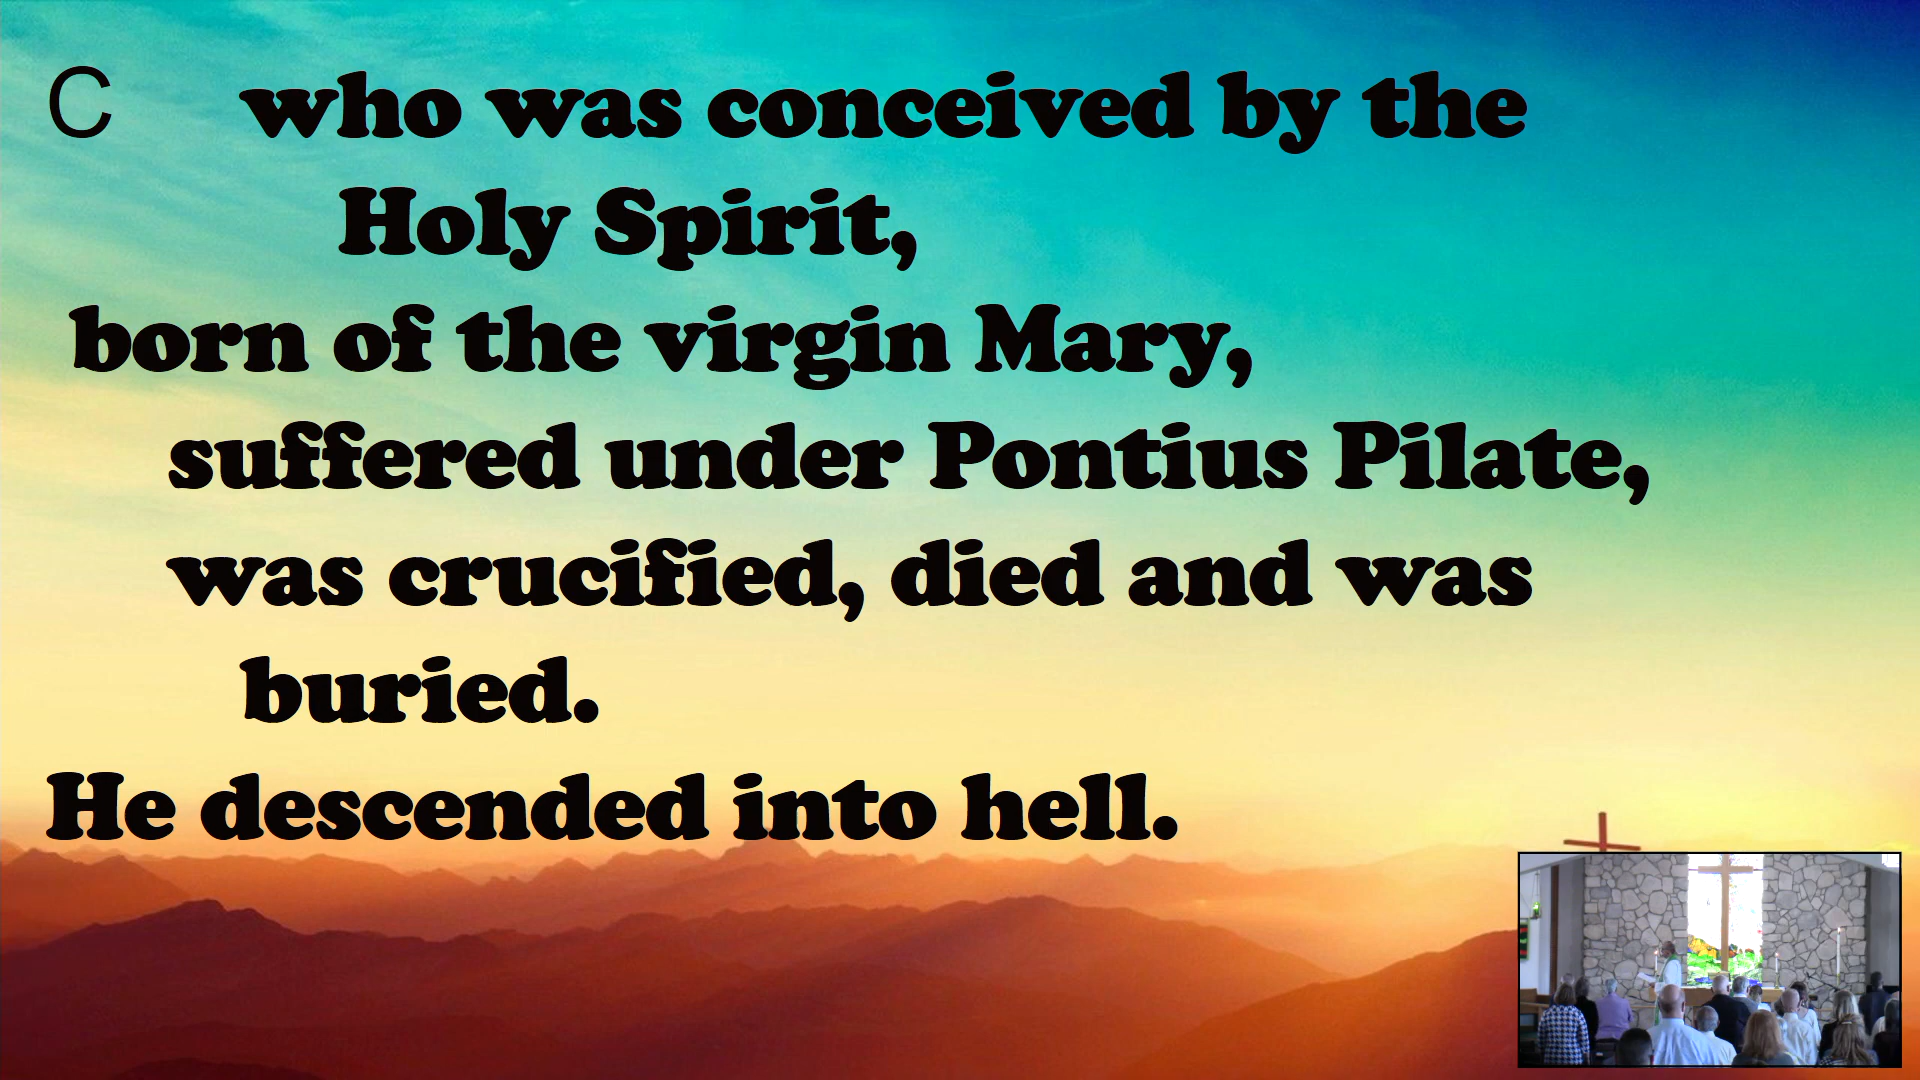 C who was conceived by the
Holy Spirit,
born of the virgin Mary,
suffered under Pontius Pilate,
was crucified, died and was
buried.
He descended into hell.